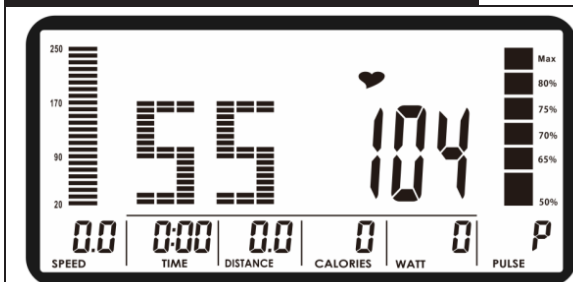 250 Max
80%
170 55 104 75%
70%
90 65%
20 50%
0.0 0:00 0.0 0 0 P
SPEED TIME DISTANCE CALORIES WATT PULSE